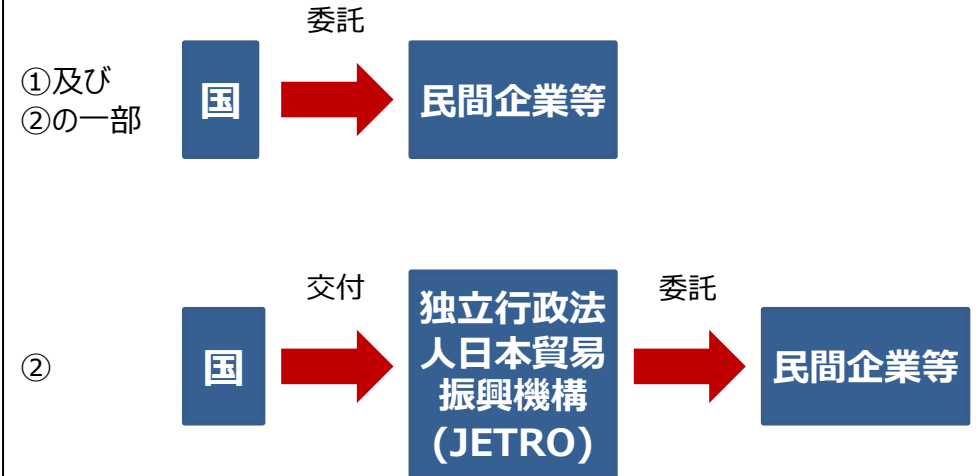 委託
①及び
②の一部
国
民間企業等
交付
委託
②
国
独立行政法
人日本貿易
振興機構
(JETRO)
民間企業等